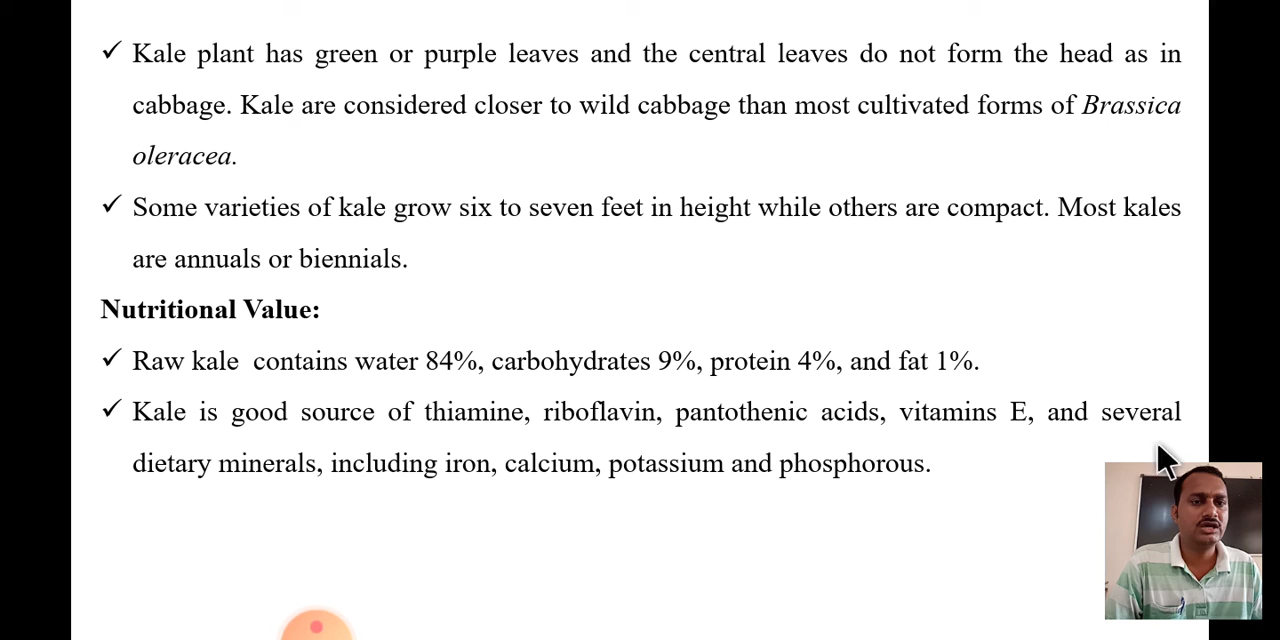 ✓ Kale plant has green or purple leaves and the central leaves do not form the head as in
cabbage. Kale are considered closer to wild cabbage than most cultivated forms of Brassica
oleracea.
✓ Some varieties of kale grow six to seven feet in height while others are compact. Most kales
are annuals or biennials.
Nutritional Value:
✓ Raw kale  contains water 84%, carbohydrates 9%, protein 4%, and fat 1%.
✓ Kale is good source of thiamine, riboflavin, pantothenic acids, vitamins E, and several
dietary minerals, including iron, calcium, potassium and phosphorous.